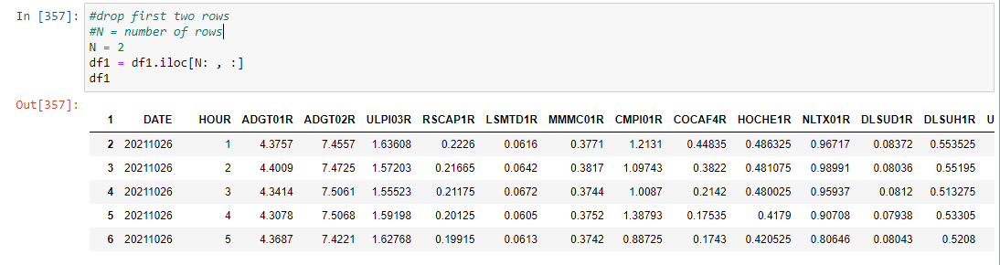 In [357]: #drop first two rows
#N = number of rows
N = 2
df1 = df1.iloc[N: , :]
df1
Out[357]:
1 DATE HOUR ADGT01R ADGT02R ULPI03R RSCAP1R LSMTD1R MMMC01R CMPI01R COCAF4R HOCHE1R NLTX01R DLSUD1R DLSUH1R U
2 20211026 1 4.3757 7.4557 1.63608 0.2226 0.0616 0.3771 1.2131 0.44835 0.486325 0.96717 0.08372 0.553525
3 20211026 2 4.4009 7.4725 1.57203 0.21665 0.0642 0.3817 1.09743 0.3822 0.481075 0.98991 0.08036 0.55195
4 20211026 3 4.3414 7.5061 1.55523 0.21175 0.0672 0.3744 1.0087 0.2142 0.480025 0.95937 0.0812 0.513275
5 20211026 4 4.3078 7.5068 1.59198 0.20125 0.0605 0.3752 1.38793 0.17535 0.4179 0.90708 0.07938 0.53305
6 20211026 5 4.3687 7.4221 1.62768 0.19915 0.0613 0.3742 0.88725 0.1743 0.420525 0.80646 0.08043 0.5208